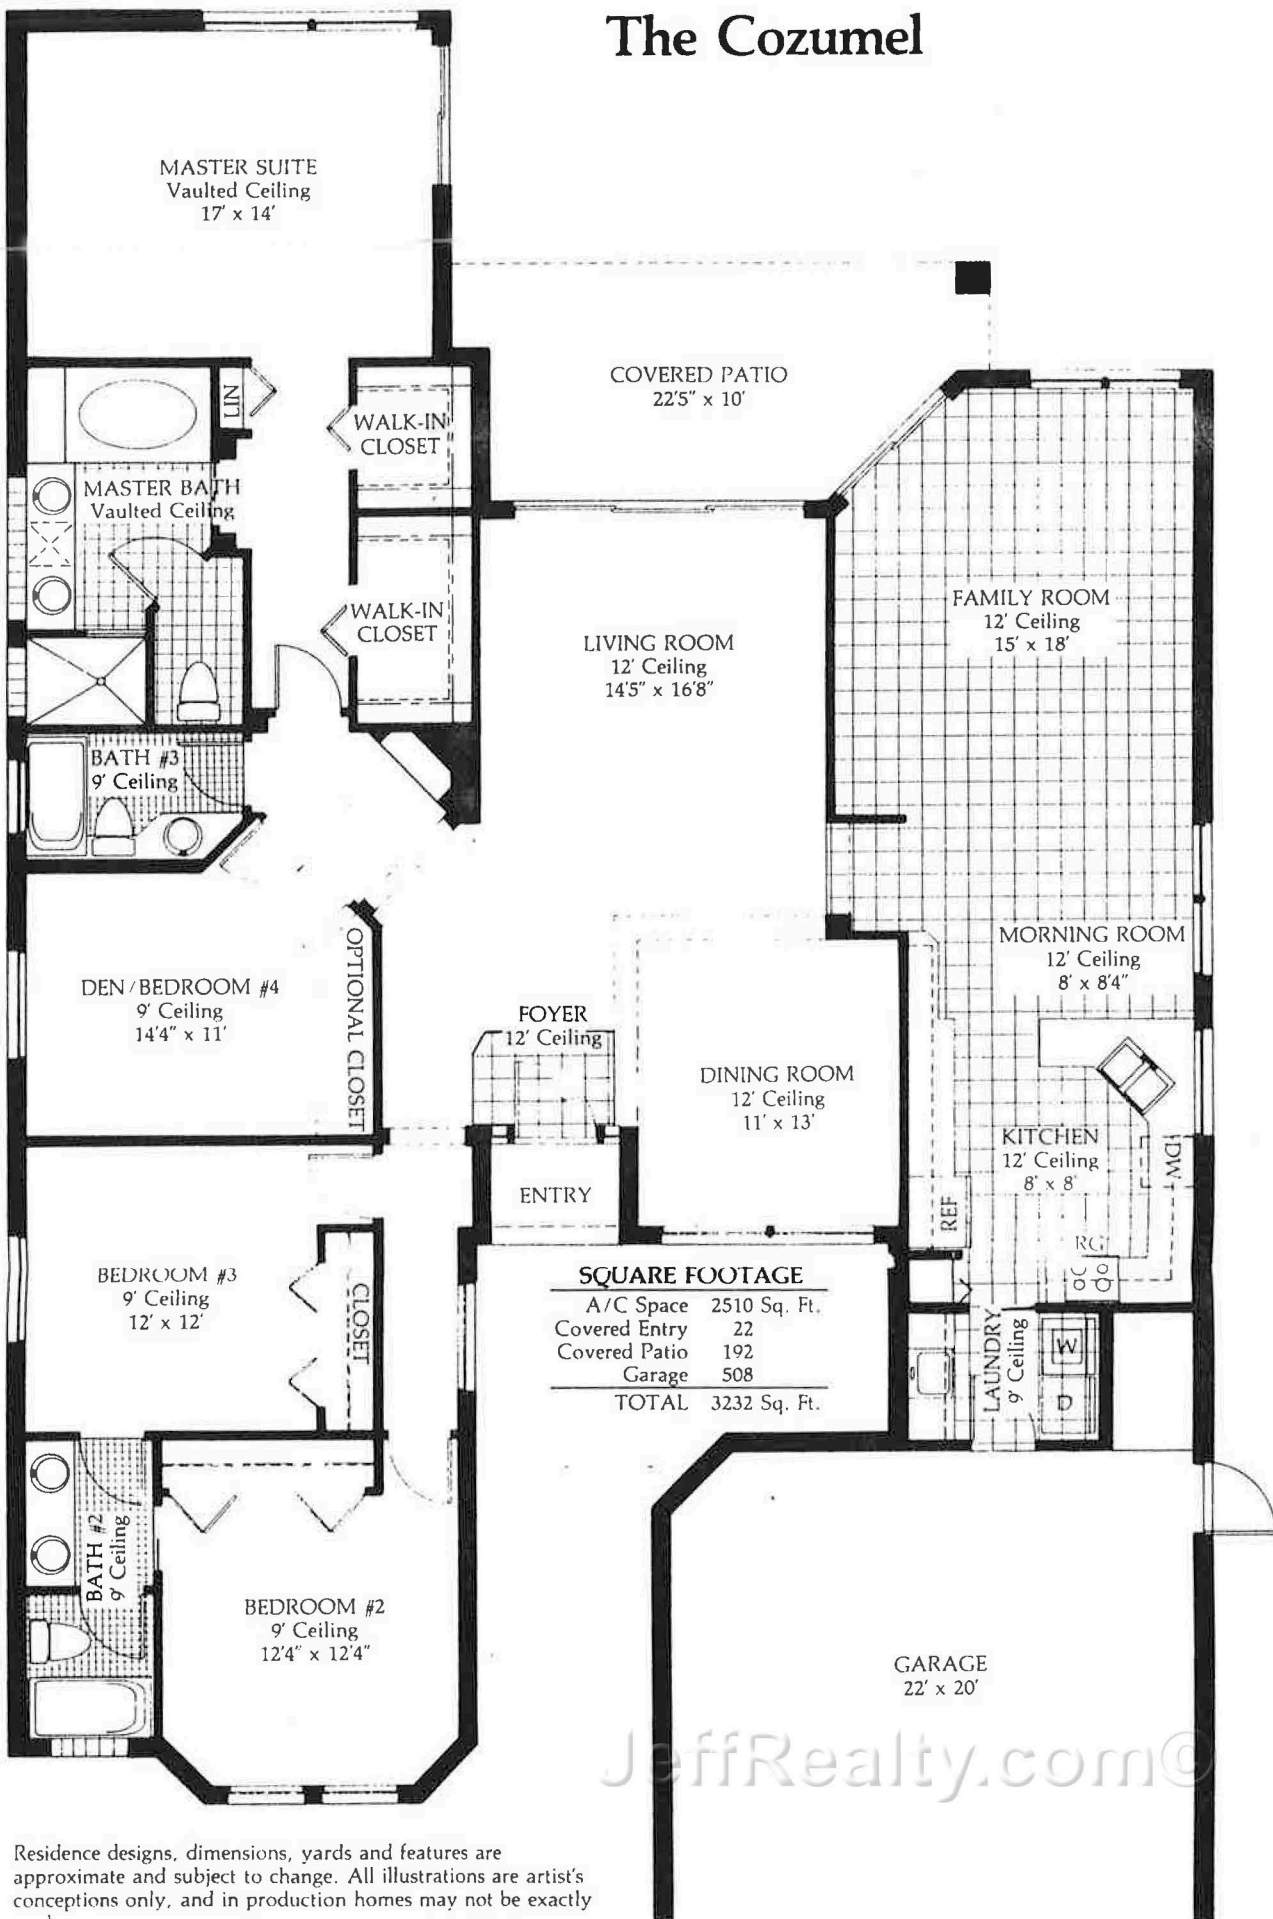 The Cozumel
MASTER SUITE
Vaulted Ceiling
17' x 14'
COVERED PATIO
22'5" x 10'
LIN
WALK-IN
CLOSET
MASTER BATH
Vaulted Ceiling
WALK-IN
CLOSET
LIVING ROOM
12' Ceiling
14'5" x 16'8"
FAMILY ROOM
12' Ceiling
15' x 18'
BATH #3
9' Ceiling
MORNING ROOM
12' Ceiling
8' x 8'4"
DEN/BEDROOM #4
9' Ceiling
14'4" x 11'
OPTIONAL CLOSET
FOYER
12' Ceiling
DINING ROOM
12' Ceiling
11' x 13'
KITCHEN
12' Ceiling
8' x 8'
DW
REF
RG
ENTRY
BEDROOM #3
9' Ceiling
12' x 12'
CLOSET
SQUARE FOOTAGE
A/C Space 2510 Sq. Ft.
Covered Entry 22
Covered Patio 192
Garage 508
TOTAL 3232 Sq. Ft.
LAUNDRY
9' Ceiling
W
D
BATH #2
9' Ceiling
BEDROOM #2
9' Ceiling
12'4" x 12'4"
GARAGE
22' x 20'
JeffRealty.com©
Residence designs, dimensions, yards and features are
approximate and subject to change. All illustrations are artist's
conceptions only, and in production homes may not be exactly